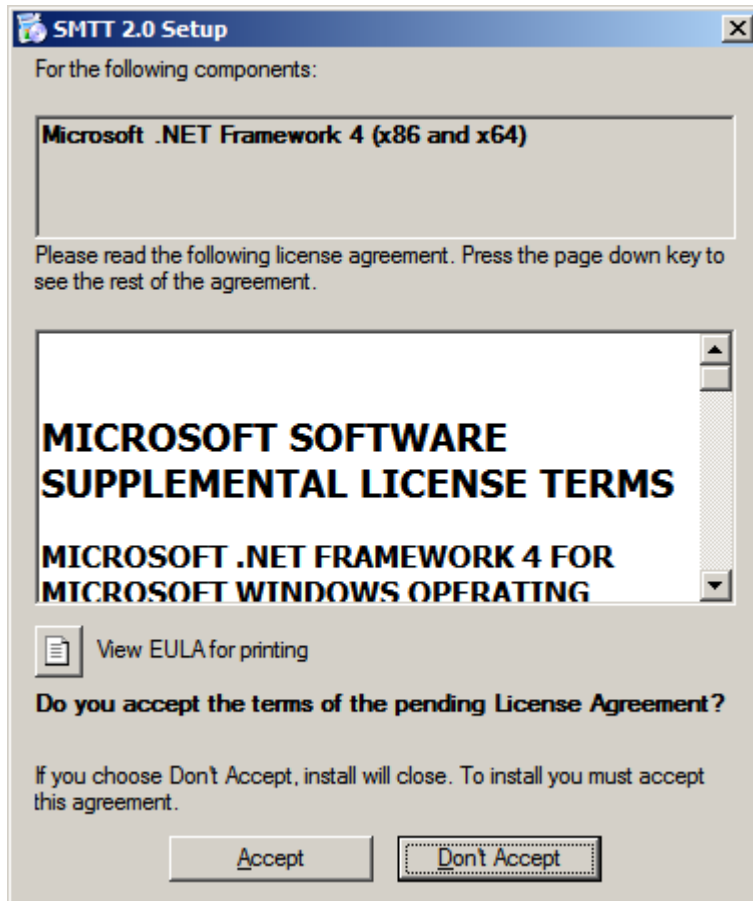 SMTT 2.0 Setup
For the following components:
Microsoft .NET Framework 4 (x86 and x64)
Please read the following license agreement. Press the page down key to
see the rest of the agreement.
MICROSOFT SOFTWARE
SUPPLEMENTAL LICENSE TERMS
MICROSOFT .NET FRAMEWORK 4 FOR
MICROSOFT WINDOWS OPERATING
View EULA for printing
Do you accept the terms of the pending License Agreement?
If you choose Don't Accept, install will close. To install you must accept
this agreement.
Accept
Don't Accept